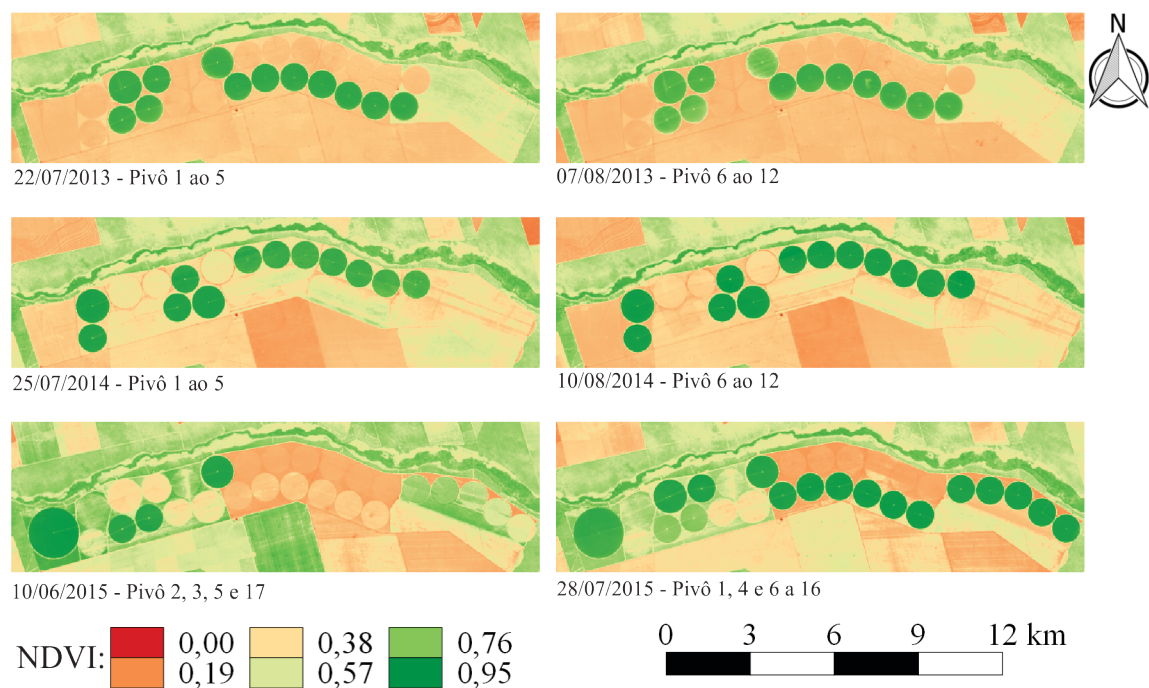 N
22/07/2013 - Pivô 1 ao 5
07/08/2013 - Pivô 6 ao 12
25/07/2014 - Pivô 1 ao 5
10/08/2014 - Pivô 6 ao 12
10/06/2015 - Pivô 2, 3, 5 e 17
28/07/2015 - Pivô 1, 4 e 6 a 16
NDVI:
0,00
0,38
0,76
0,19
0,57
0,95
0 3 6 9 12 km